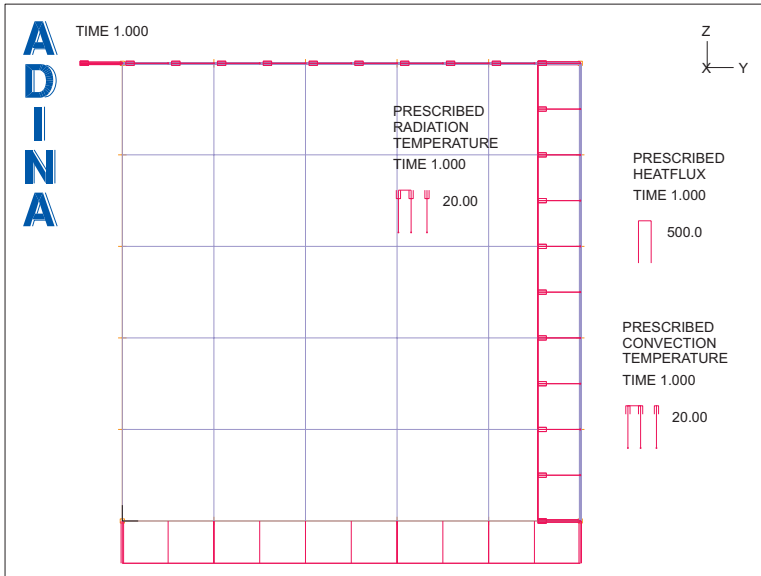 ADINA
TIME 1.000
Z
X
Y
PRESCRIBED
RADIATION
TEMPERATURE
TIME 1.000
20.00
PRESCRIBED
HEATFLUX
TIME 1.000
500.0
PRESCRIBED
CONVECTION
TEMPERATURE
TIME 1.000
20.00